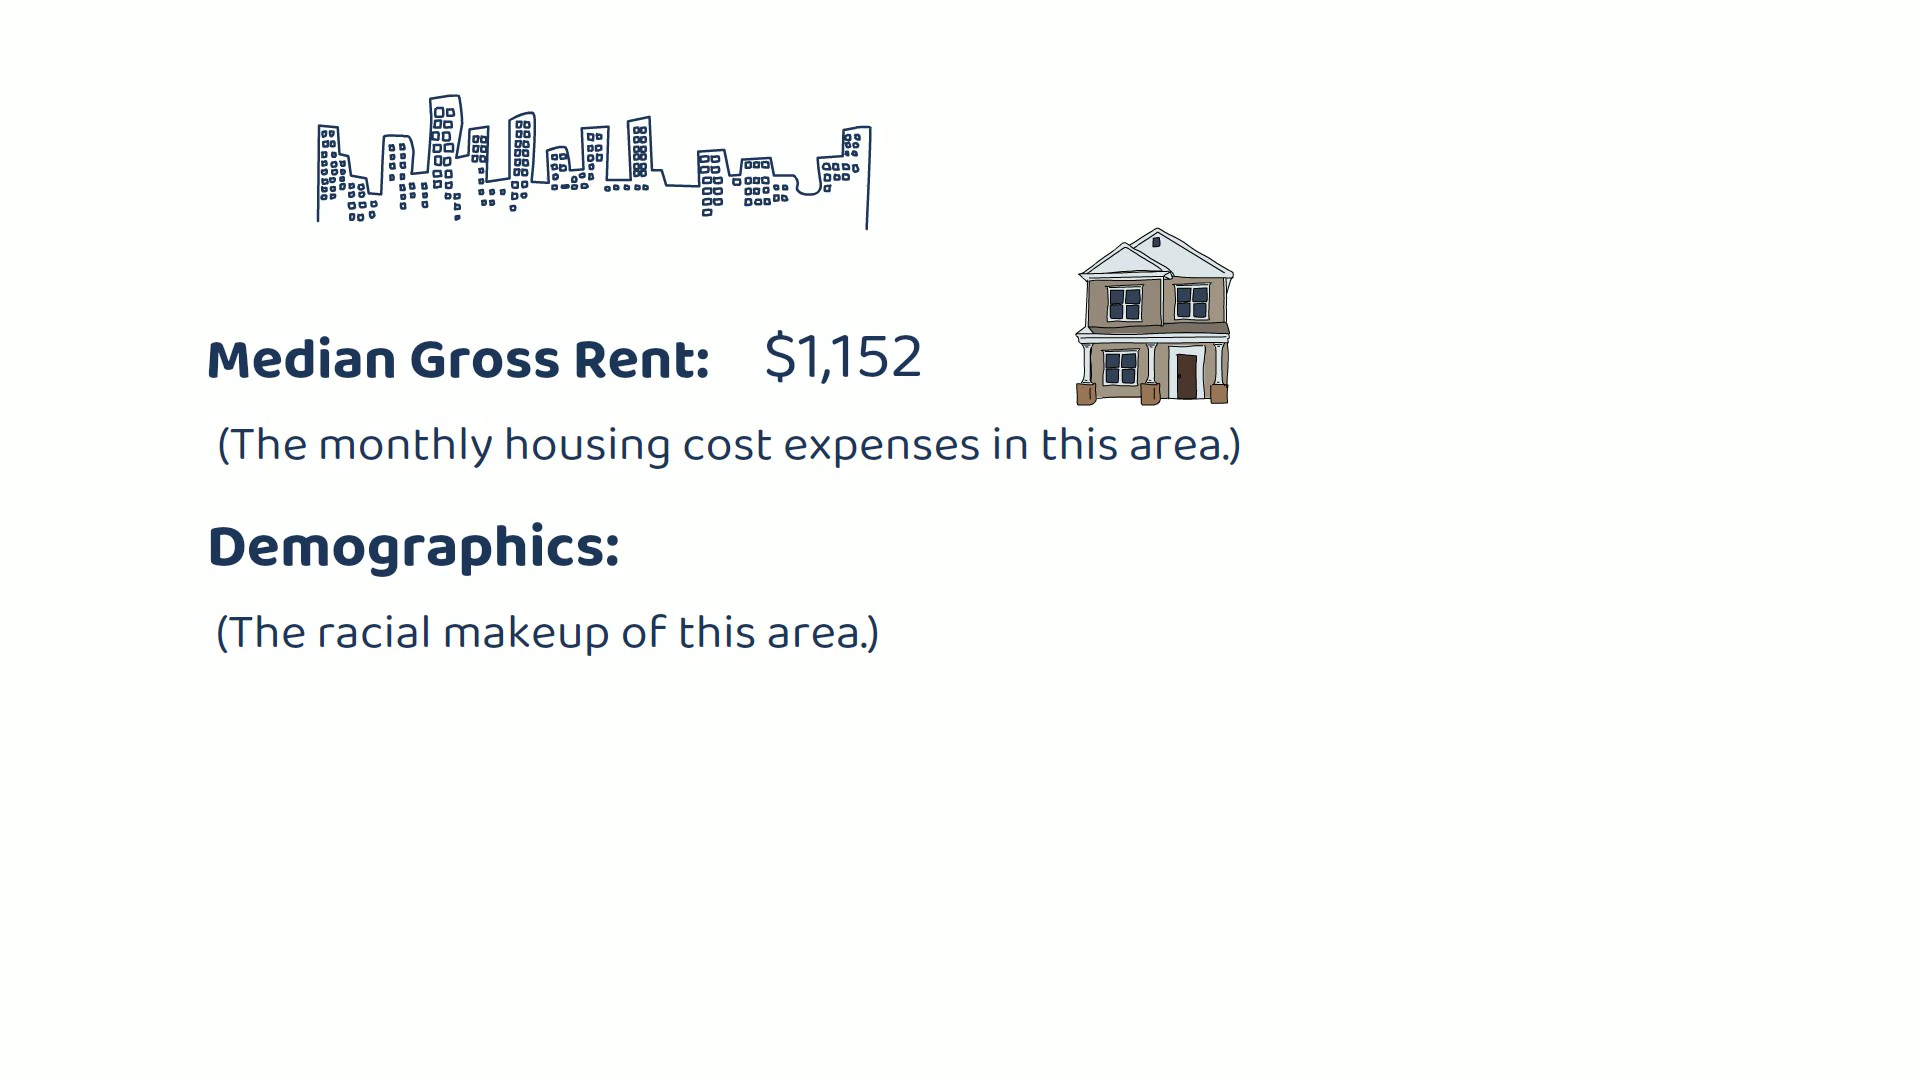 Median Gross Rent: $1,152
(The monthly housing cost expenses in this area.)
Demographics:
(The racial makeup of this area.)